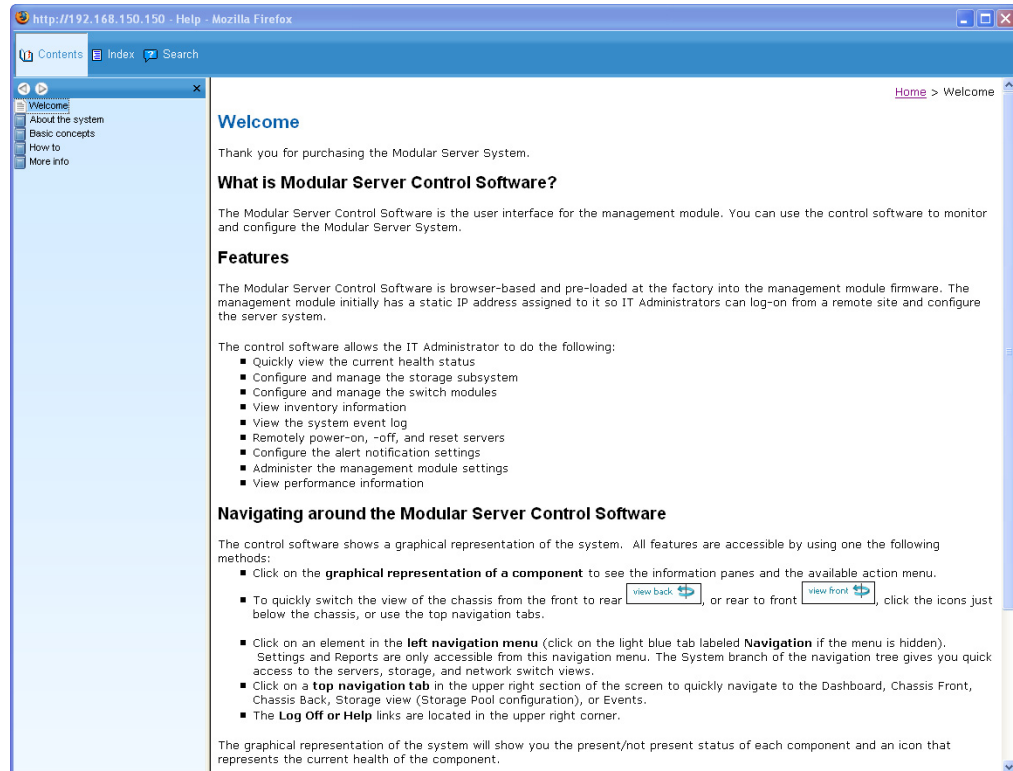 http://192.168.150.150 - Help - Mozilla Firefox
Contents Index Search
Welcome
About the system
Basic concepts
How to
More info
Home > Welcome
Welcome
Thank you for purchasing the Modular Server System.
What is Modular Server Control Software?
The Modular Server Control Software is the user interface for the management module. You can use the control software to monitor
and configure the Modular Server System.
Features
The Modular Server Control Software is browser-based and pre-loaded at the factory into the management module firmware. The
management module initially has a static IP address assigned to it so IT Administrators can log-on from a remote site and configure
the server system.
The control software allows the IT Administrator to do the following:
Quickly view the current health status
Configure and manage the storage subsystem
Configure and manage the switch modules
View inventory information
View the system event log
Remotely power-on, -off, and reset servers
Configure the alert notification settings
Administer the management module settings
View performance information
Navigating around the Modular Server Control Software
The control software shows a graphical representation of the system. All features are accessible by using one the following
methods:
Click on the graphical representation of a component to see the information panes and the available action menu.
To quickly switch the view of the chassis from the front to rear view back , or rear to front view front , click the icons just
below the chassis, or use the top navigation tabs.
Click on an element in the left navigation menu (click on the light blue tab labeled Navigation if the menu is hidden).
Settings and Reports are only accessible from this navigation menu. The System branch of the navigation tree gives you quick
access to the servers, storage, and network switch views.
Click on a top navigation tab in the upper right section of the screen to quickly navigate to the Dashboard, Chassis Front,
Chassis Back, Storage view (Storage Pool configuration), or Events.
The Log Off or Help links are located in the upper right corner.
The graphical representation of the system will show you the present/not present status of each component and an icon that
represents the current health of the component.